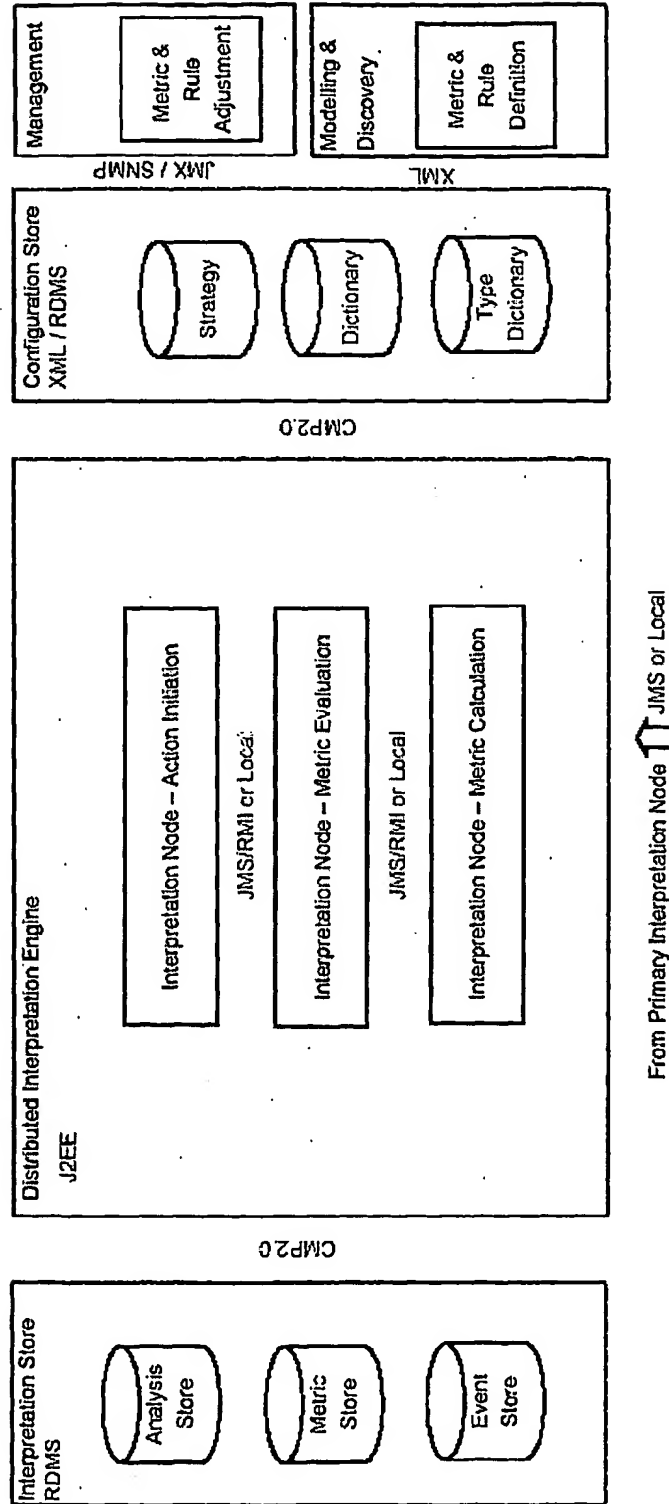 Interpretation Store
RDMS
Analysis
Store
Metric
Store
Event
Store
CMP2.0
Distributed Interpretation Engine
J2EE
Interpretation Node – Action Initiation
JMS/RMI or Local
Interpretation Node – Metric Evaluation
JMS/RMI or Local
Interpretation Node – Metric Calculation
From Primary Interpretation Node
JMS or Local
CMP2.0
Configuration Store
XML / RDMS
Strategy
Dictionary
Type
Dictionary
JMX / SNMP
XML
Management
Metric &
Rule
Adjustment
Modelling &
Discovery
Metric &
Rule
Definition